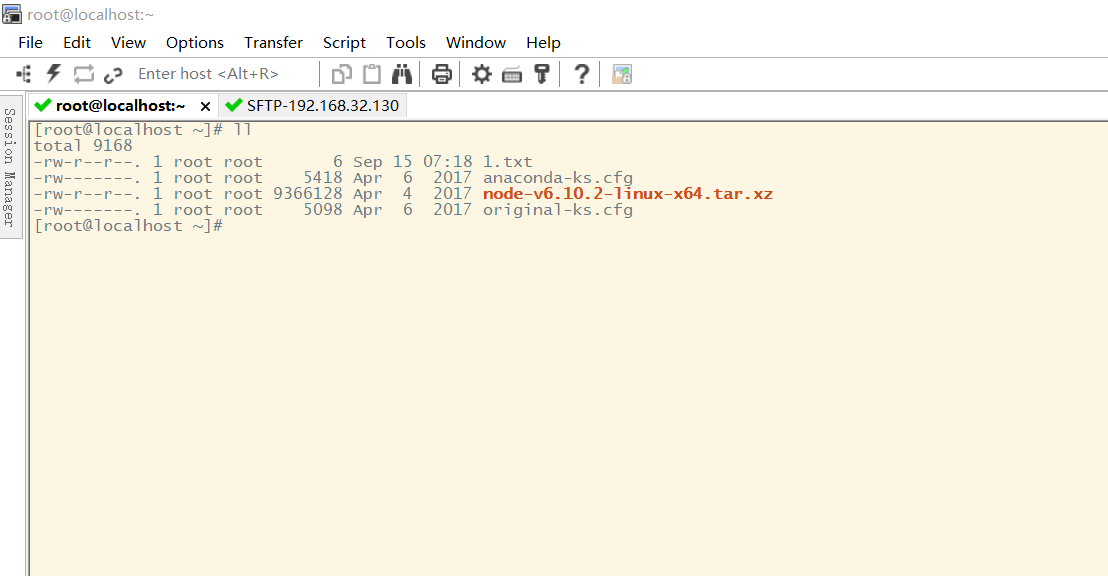 root@localhost:~
File Edit View Options Transfer Script Tools Window Help
Enter host <Alt+R>
root@localhost:~ x SFTP-192.168.32.130
Session Manager
[root@localhost ~]# ll
total 9168
-rw-r--r--. 1 root root       6 Sep 15 07:18 1.txt
-rw-------. 1 root root    5418 Apr  6  2017 anaconda-ks.cfg
-rw-r--r--. 1 root root 9366128 Apr  4  2017 node-v6.10.2-linux-x64.tar.xz
-rw-------. 1 root root    5098 Apr  6  2017 original-ks.cfg
[root@localhost ~]#